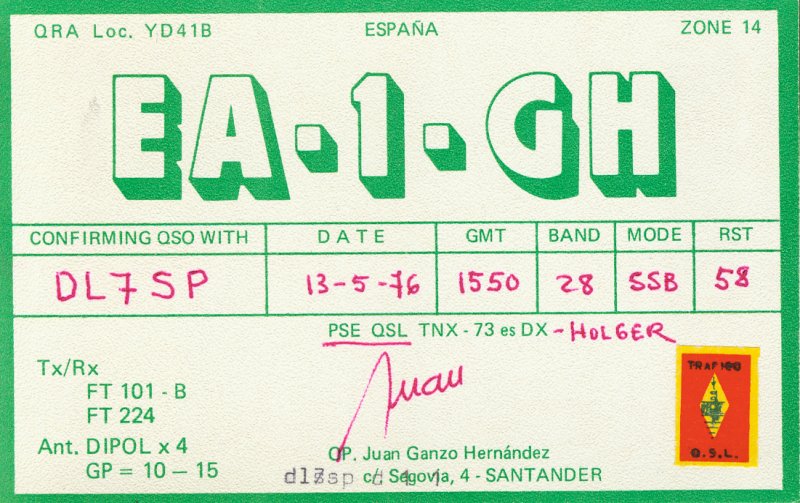 QRA Loc. YD41B ESPAÑA ZONE 14
EA-1-GH
CONFIRMING QSO WITH DATE GMT BAND MODE RST
DL7SP 13-5-76 1550 28 SSB 58
PSE QSL TNX - 73 es DX - HOLGER
Juan
Tx/Rx
FT 101 - B
FT 224
Ant. DIPOL x 4
GP = 10 — 15
OP. Juan Ganzo Hernández
c/ Segovia, 4 - SANTANDER
TRAFICO
Q.S.L.